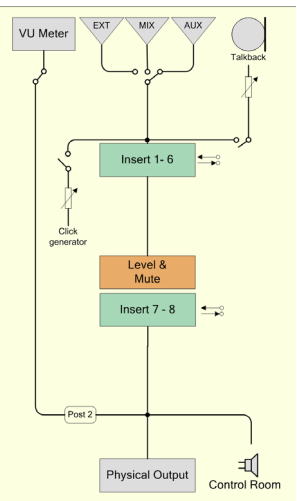 VU Meter
EXT
MIX
AUX
Talkback
Insert 1- 6
Click
generator
Level &
Mute
Insert 7 - 8
Post 2
Physical Output
Control Room